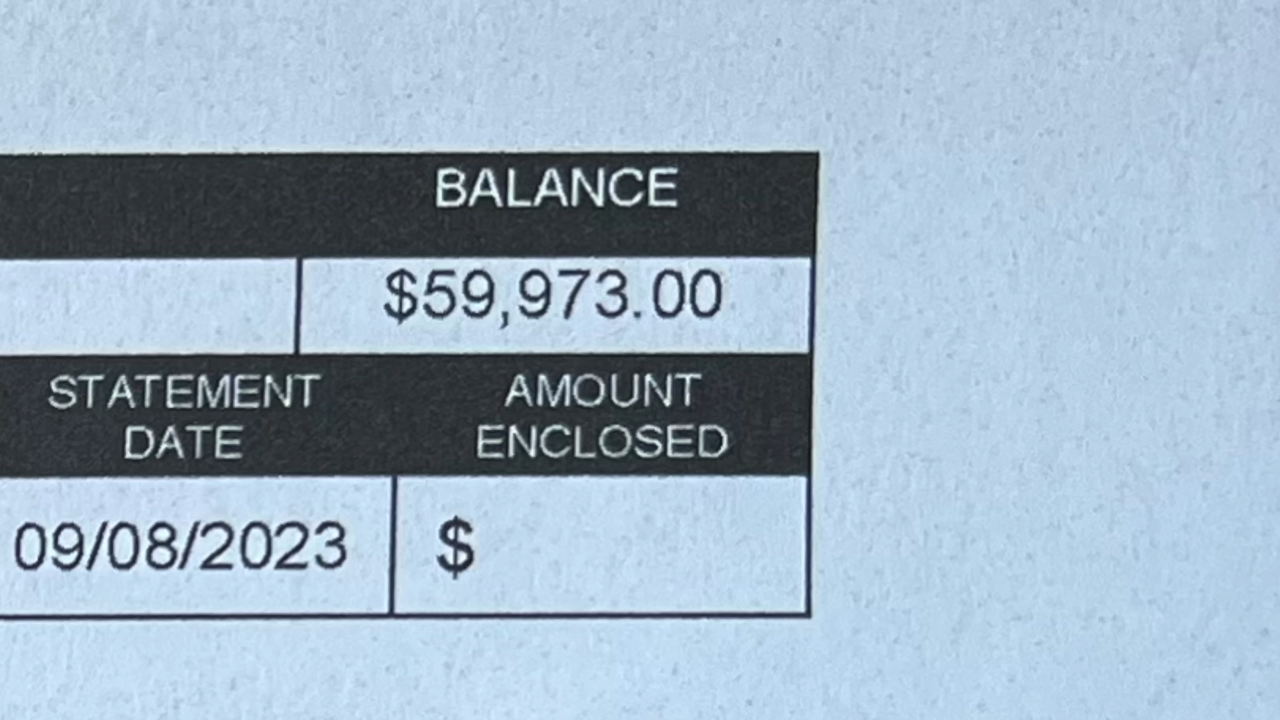 BALANCE
$59,973.00
STATEMENT DATE
AMOUNT ENCLOSED
09/08/2023
$